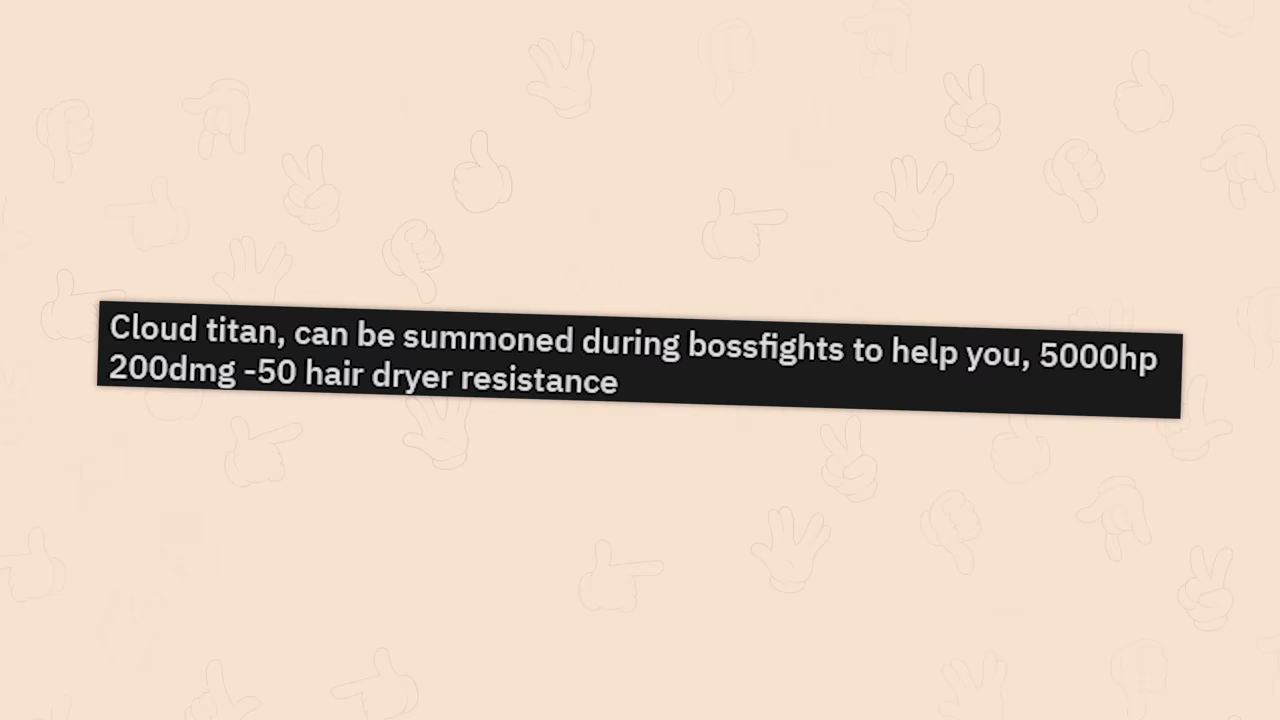 Cloud titan, can be summoned during bossfights to help you, 5000hp
200dmg -50 hair dryer resistance